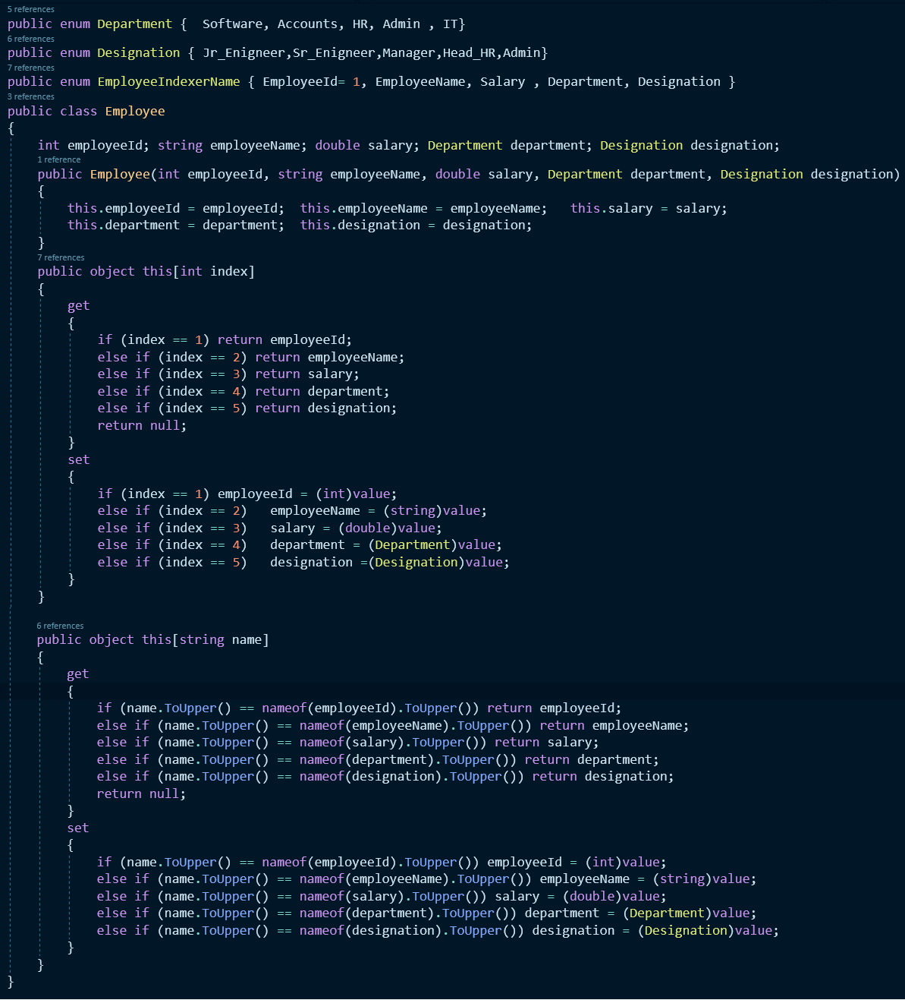 5 references
public enum Department {  Software, Accounts, HR, Admin , IT}
6 references
public enum Designation { Jr_Enigneer,Sr_Enigneer,Manager,Head_HR,Admin}
7 references
public enum EmployeeIndexerName { EmployeeId= 1, EmployeeName, Salary , Department, Designation }
3 references
public class Employee
{
    int employeeId; string employeeName; double salary; Department department; Designation designation;
    1 reference
    public Employee(int employeeId, string employeeName, double salary, Department department, Designation designation)
    {
        this.employeeId = employeeId;  this.employeeName = employeeName;   this.salary = salary;
        this.department = department;  this.designation = designation;
    }
    7 references
    public object this[int index]
    {
        get
        {
            if (index == 1) return employeeId;
            else if (index == 2) return employeeName;
            else if (index == 3) return salary;
            else if (index == 4) return department;
            else if (index == 5) return designation;
            return null;
        }
        set
        {
            if (index == 1) employeeId = (int)value;
            else if (index == 2)   employeeName = (string)value;
            else if (index == 3)   salary = (double)value;
            else if (index == 4)   department = (Department)value;
            else if (index == 5)   designation =(Designation)value;
        }
    }
    6 references
    public object this[string name]
    {
        get
        {
            if (name.ToUpper() == nameof(employeeId).ToUpper()) return employeeId;
            else if (name.ToUpper() == nameof(employeeName).ToUpper()) return employeeName;
            else if (name.ToUpper() == nameof(salary).ToUpper()) return salary;
            else if (name.ToUpper() == nameof(department).ToUpper()) return department;
            else if (name.ToUpper() == nameof(designation).ToUpper()) return designation;
            return null;
        }
        set
        {
            if (name.ToUpper() == nameof(employeeId).ToUpper()) employeeId = (int)value;
            else if (name.ToUpper() == nameof(employeeName).ToUpper()) employeeName = (string)value;
            else if (name.ToUpper() == nameof(salary).ToUpper()) salary = (double)value;
            else if (name.ToUpper() == nameof(department).ToUpper()) department = (Department)value;
            else if (name.ToUpper() == nameof(designation).ToUpper()) designation = (Designation)value;
        }
    }
}